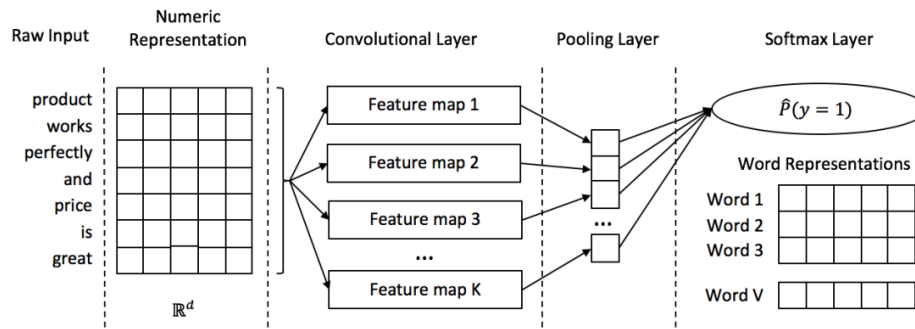 Raw Input
Numeric
Representation
Convolutional Layer
Pooling Layer
Softmax Layer
product
works
perfectly
and
price
is
great
ℝᵈ
Feature map 1
Feature map 2
Feature map 3
...
Feature map K
...
P̂(y = 1)
Word Representations
Word 1
Word 2
Word 3
Word V